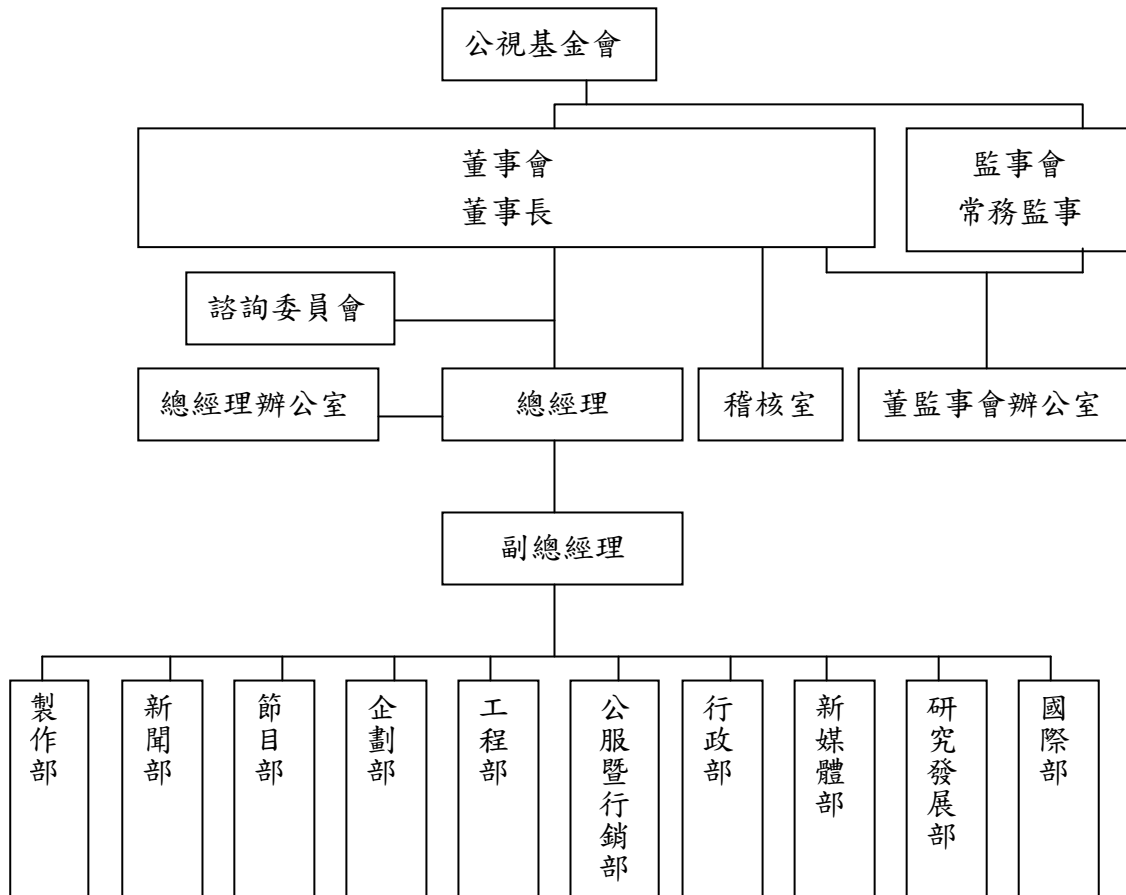 公視基金會
董事會
董事長
監事會
常務監事
諮詢委員會
總經理辦公室
總經理
稽核室
董監事會辦公室
副總經理
製作部
新聞部
節目部
企劃部
工程部
公服暨行銷部
行政部
新媒體部
研究發展部
國際部